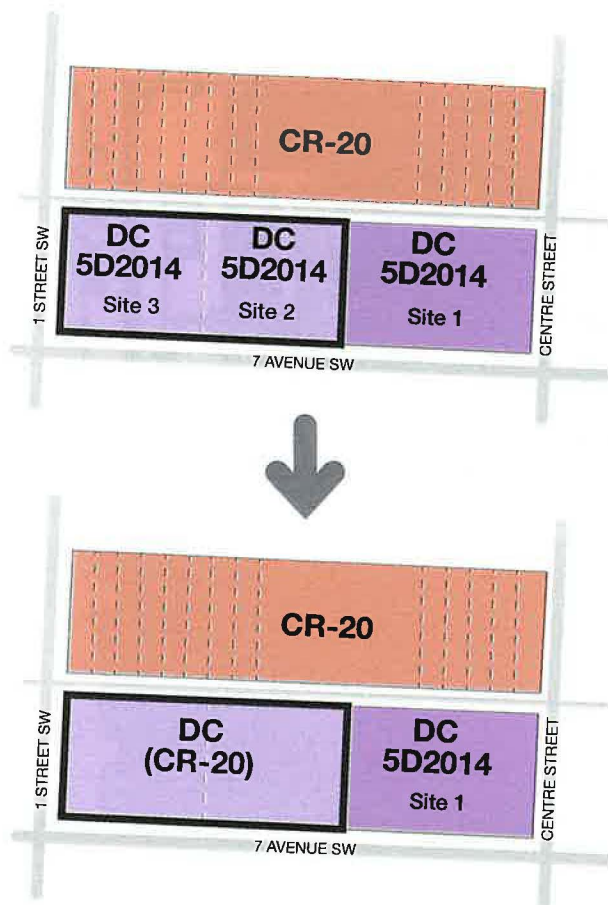 CR-20
1 STREET SW
DC
5D2014
Site 3
DC
5D2014
Site 2
DC
5D2014
Site 1
CENTRE STREET
7 AVENUE SW
CR-20
1 STREET SW
DC
(CR-20)
DC
5D2014
Site 1
CENTRE STREET
7 AVENUE SW